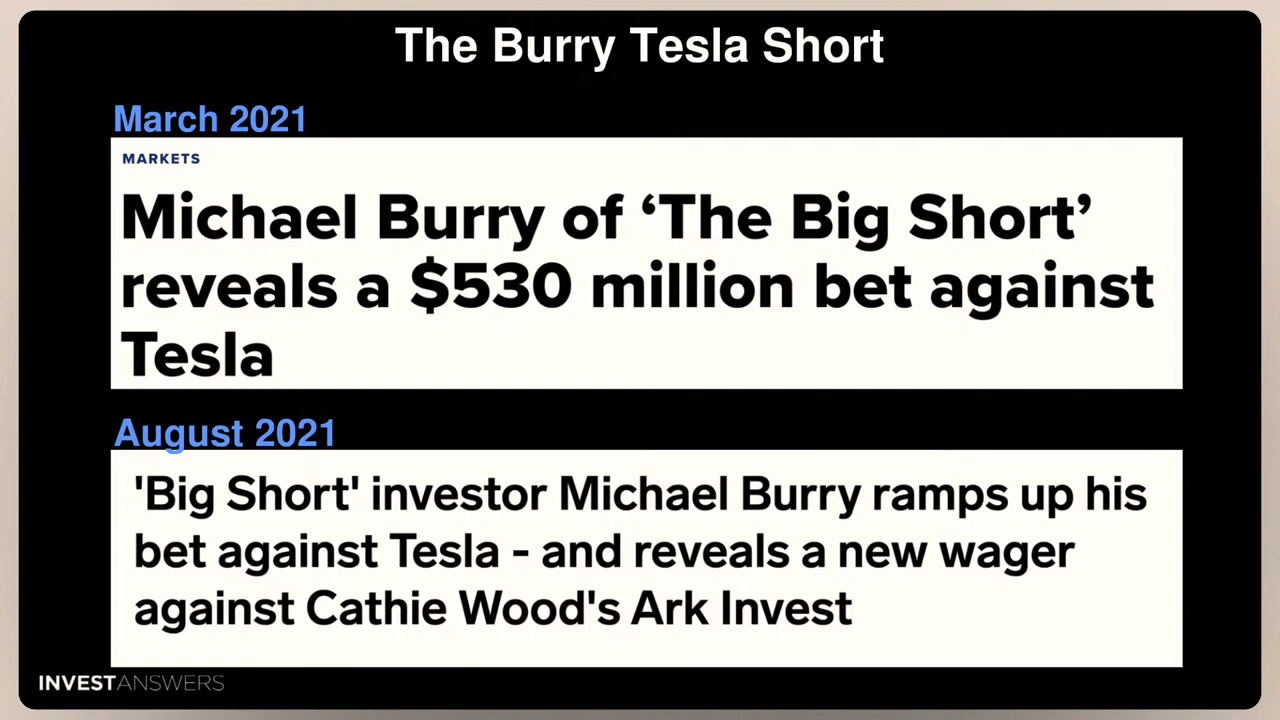 The Burry Tesla Short
March 2021
MARKETS
Michael Burry of ‘The Big Short’
reveals a $530 million bet against
Tesla
August 2021
'Big Short' investor Michael Burry ramps up his
bet against Tesla - and reveals a new wager
against Cathie Wood's Ark Invest
INVESTANSWERS